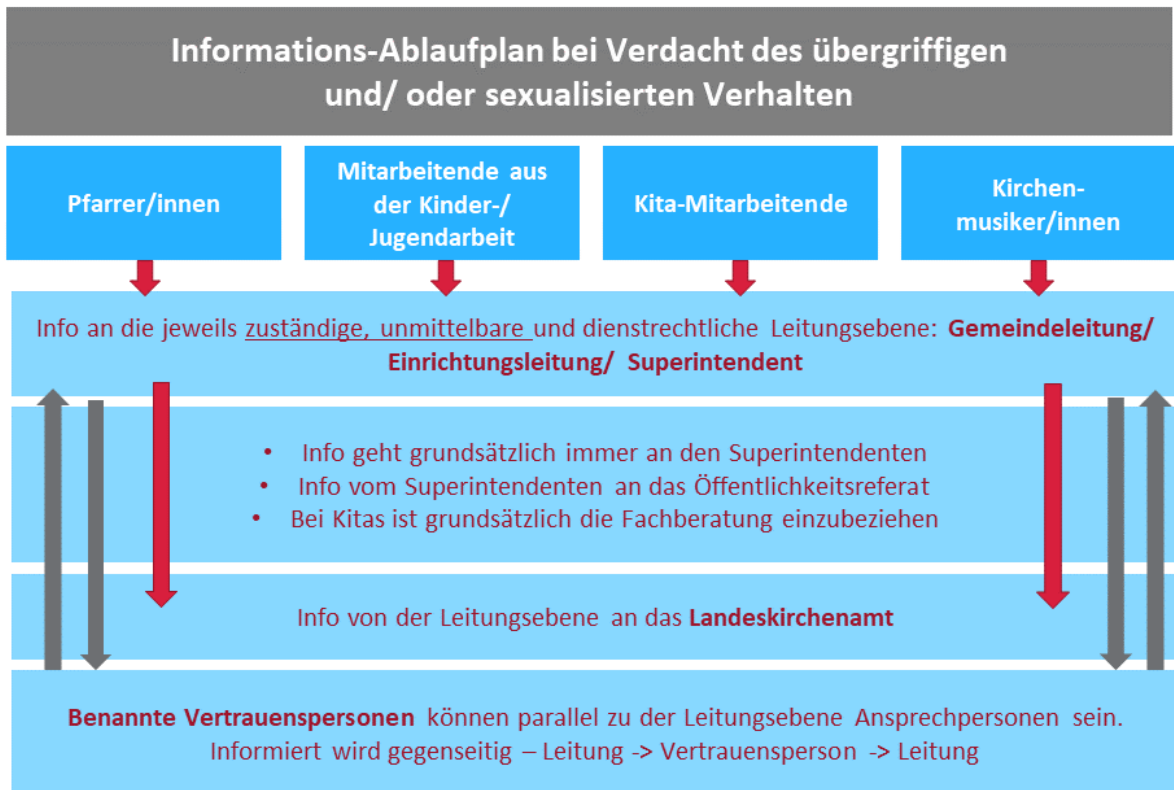 Informations-Ablaufplan bei Verdacht des übergriffigen
und/ oder sexualisierten Verhalten
Pfarrer/innen
Mitarbeitende aus
der Kinder-/
Jugendarbeit
Kita-Mitarbeitende
Kirchen-
musiker/innen
Info an die jeweils zuständige, unmittelbare und dienstrechtliche Leitungsebene: Gemeindeleitung/
Einrichtungsleitung/ Superintendent
• Info geht grundsätzlich immer an den Superintendenten
• Info vom Superintendenten an das Öffentlichkeitsreferat
• Bei Kitas ist grundsätzlich die Fachberatung einzubeziehen
Info von der Leitungsebene an das Landeskirchenamt
Benannte Vertrauenspersonen können parallel zu der Leitungsebene Ansprechpersonen sein.
Informiert wird gegenseitig – Leitung -> Vertrauensperson -> Leitung